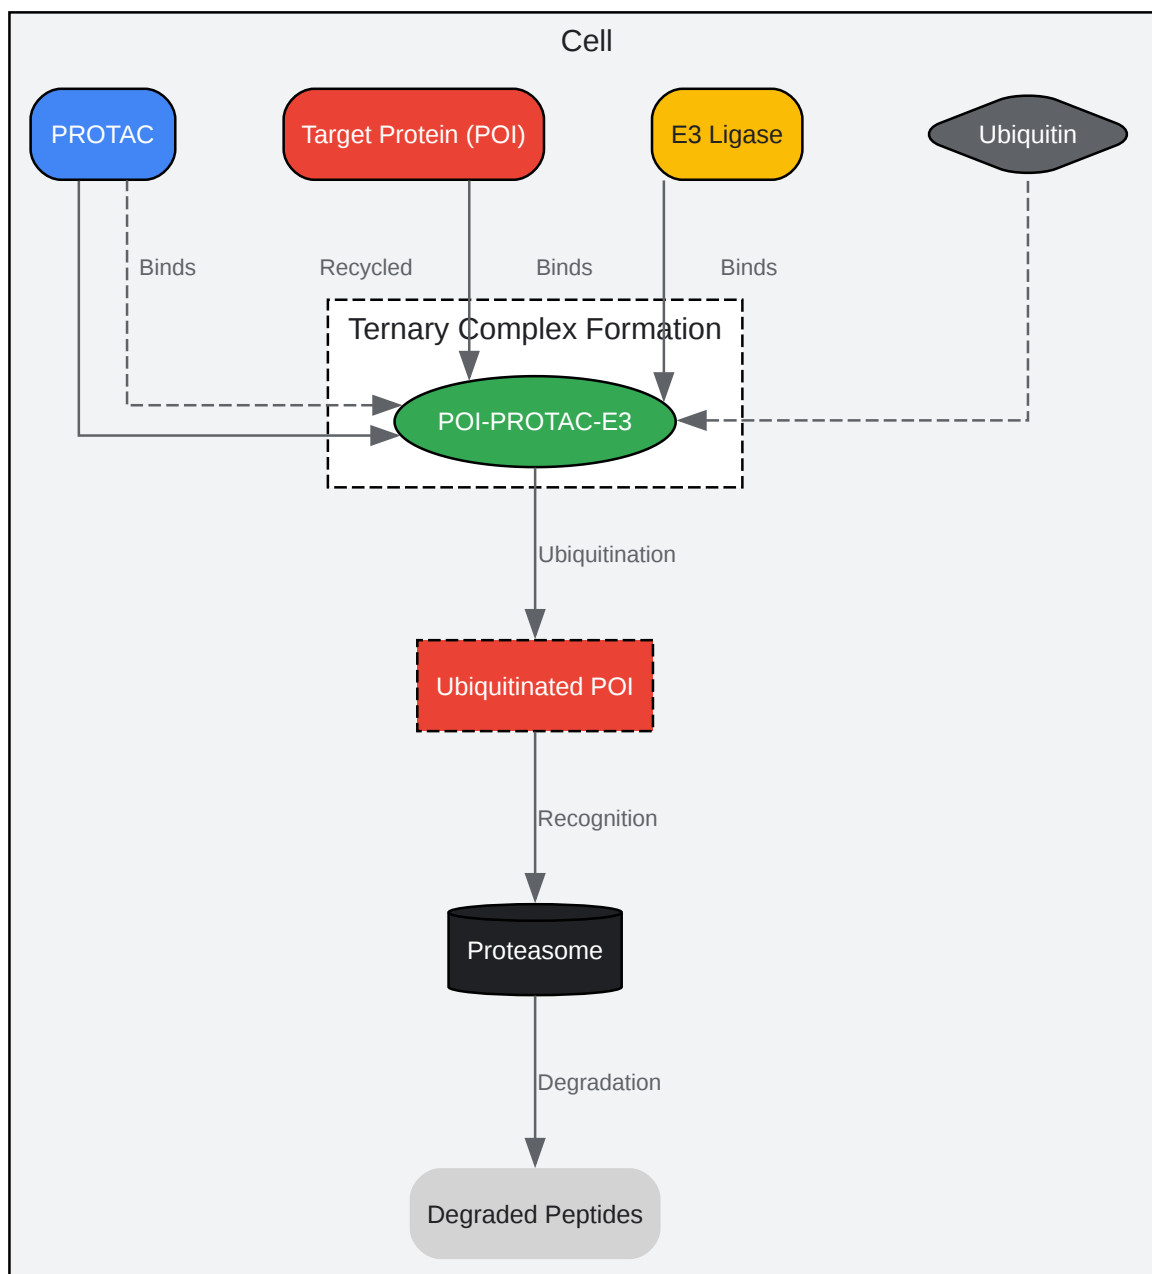 Cell
PROTAC
Target Protein (POI)
E3 Ligase
Ubiquitin
Binds
Recycled
Binds
Binds
Ternary Complex Formation
POI-PROTAC-E3
Ubiquitination
Ubiquitinated POI
Recognition
Proteasome
Degradation
Degraded Peptides